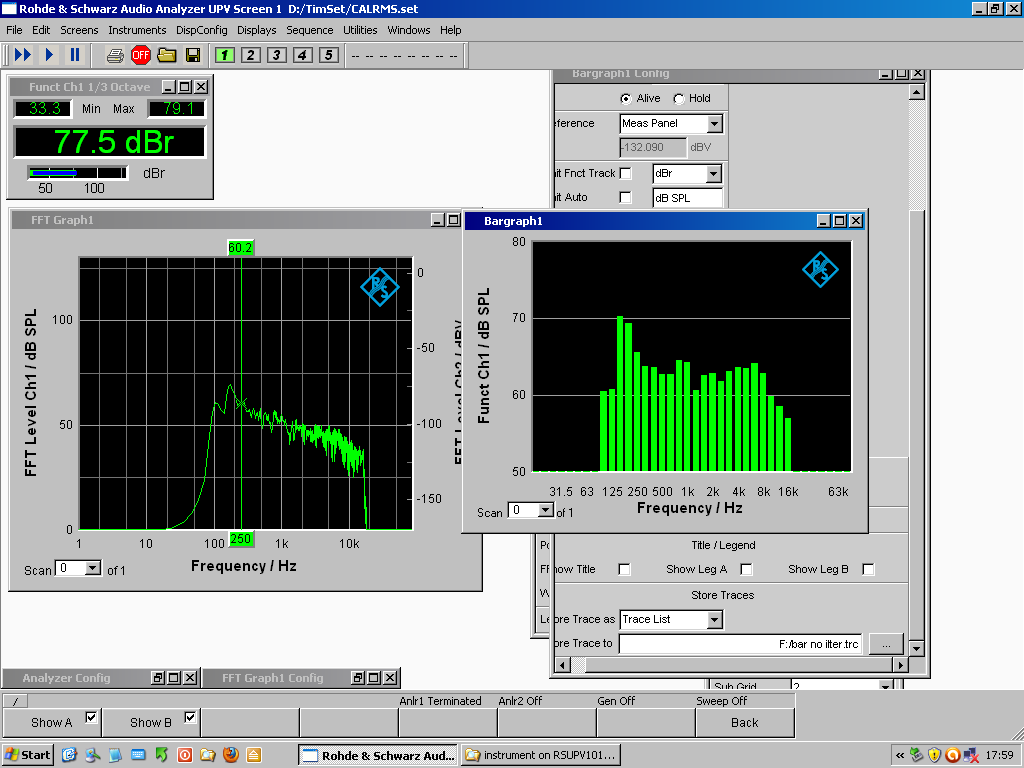 Rohde & Schwarz Audio Analyzer UPV Screen 1 D:/TimSet/CALRMS.set
File Edit Screens Instruments DispConfig Displays Sequence Utilities Windows Help
OFF 1 2 3 4 5 -- -- -- -- -- -- -- --
Funct Ch1 1/3 Octave
33.3 Min Max 79.1
77.5 dBr
dBr
50 100
Bargraph1 Config
Alive Hold
ference Meas Panel
-132.090 dBV
it Fnct Track dBr
it Auto dB SPL
FFT Graph1
60.2
FFT Level Ch1 / dB SPL
100
50
0
0
-50
-100
-150
FFT Level Ch2 / dBV
1 10 100 250 1k 10k
Frequency / Hz
Scan 0 of 1
Bargraph1
Funct Ch1 / dB SPL
80
70
60
50
31.5 63 125 250 500 1k 2k 4k 8k 16k 63k
Frequency / Hz
Scan 0 of 1
Title / Legend
how Title Show Leg A Show Leg B
Store Traces
ore Trace as Trace List
ore Trace to F:/bar no ilter.trc ...
Sub Grid 2
Analyzer Config FFT Graph1 Config
/ Anlr1 Terminated Anlr2 Off Gen Off Sweep Off
Show A Show B Back
Start Rohde & Schwarz Aud... instrument on RSUPV101... « 17:59